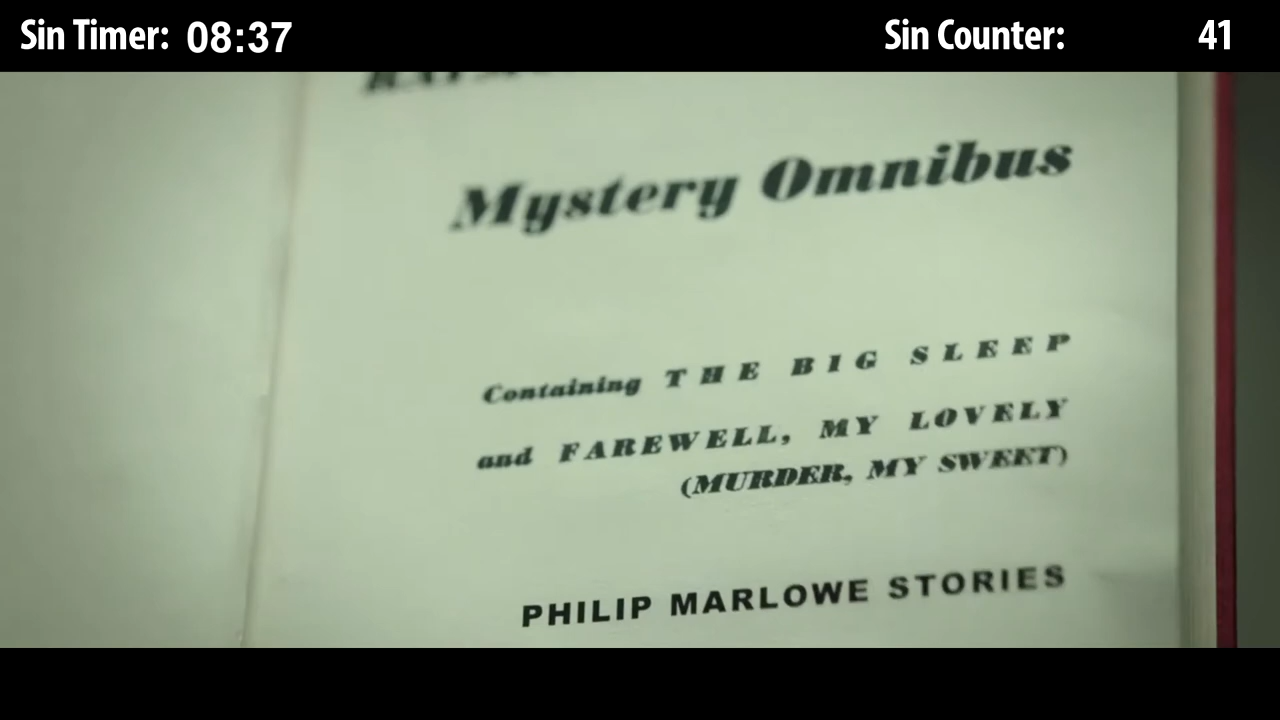 Sin Timer: 08:37
Sin Counter: 41
Mystery Omnibus
Containing THE BIG SLEEP
and FAREWELL, MY LOVELY
(MURDER, MY SWEET)
PHILIP MARLOWE STORIES